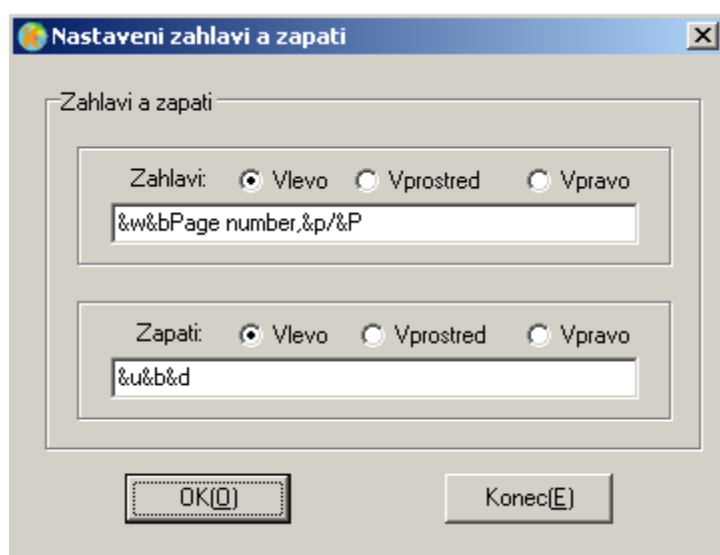 Nastaveni zahlavi a zapati
Zahlavi a zapati
Zahlavi: Vlevo Vprostred Vpravo
&w&bPage number,&p/&P
Zapati: Vlevo Vprostred Vpravo
&u&b&d
OK(O) Konec(E)